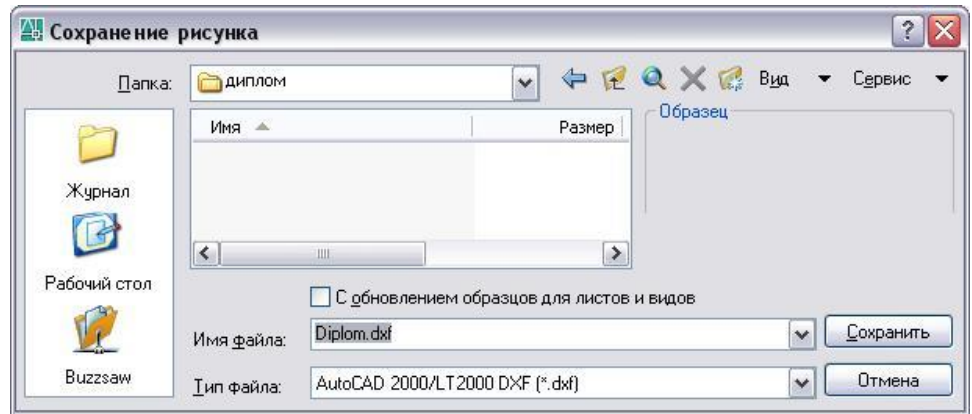 Сохранение рисунка
Папка: диплом Вид Сервис
Имя Размер Образец
Журнал
Рабочий стол
С обновлением образцов для листов и видов
Имя файла: Diplom.dxf Сохранить
Buzzsaw Тип файла: AutoCAD 2000/LT2000 DXF (*.dxf) Отмена